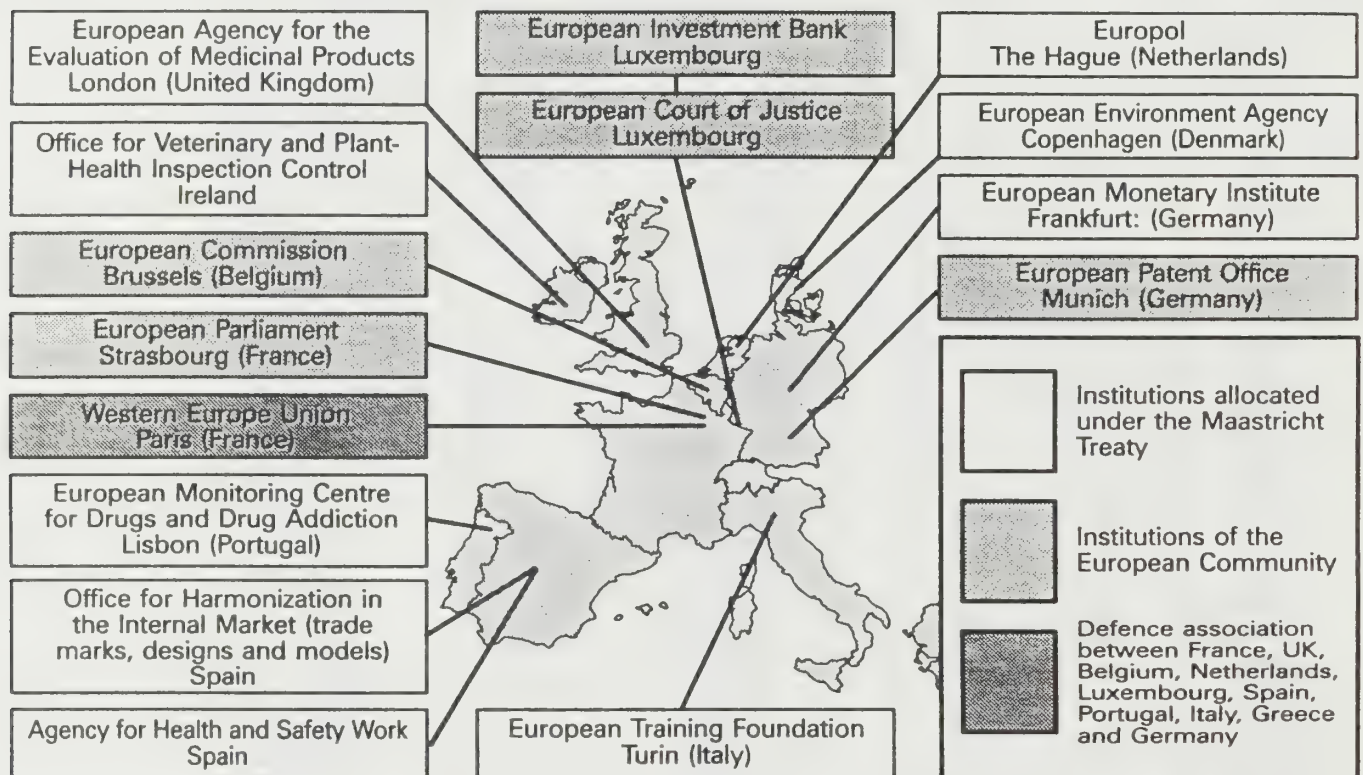 European Agency for the
Evaluation of Medicinal Products
London (United Kingdom)
Office for Veterinary and Plant-
Health Inspection Control
Ireland
European Commission
Brussels (Belgium)
European Parliament
Strasbourg (France)
Western Europe Union
Paris (France)
European Monitoring Centre
for Drugs and Drug Addiction
Lisbon (Portugal)
Office for Harmonization in
the Internal Market (trade
marks, designs and models)
Spain
Agency for Health and Safety Work
Spain
European Investment Bank
Luxembourg
European Court of Justice
Luxembourg
European Training Foundation
Turin (Italy)
Europol
The Hague (Netherlands)
European Environment Agency
Copenhagen (Denmark)
European Monetary Institute
Frankfurt: (Germany)
European Patent Office
Munich (Germany)
Institutions allocated
under the Maastricht
Treaty
Institutions of the
European Community
Defence association
between France, UK,
Belgium, Netherlands,
Luxembourg, Spain,
Portugal, Italy, Greece
and Germany